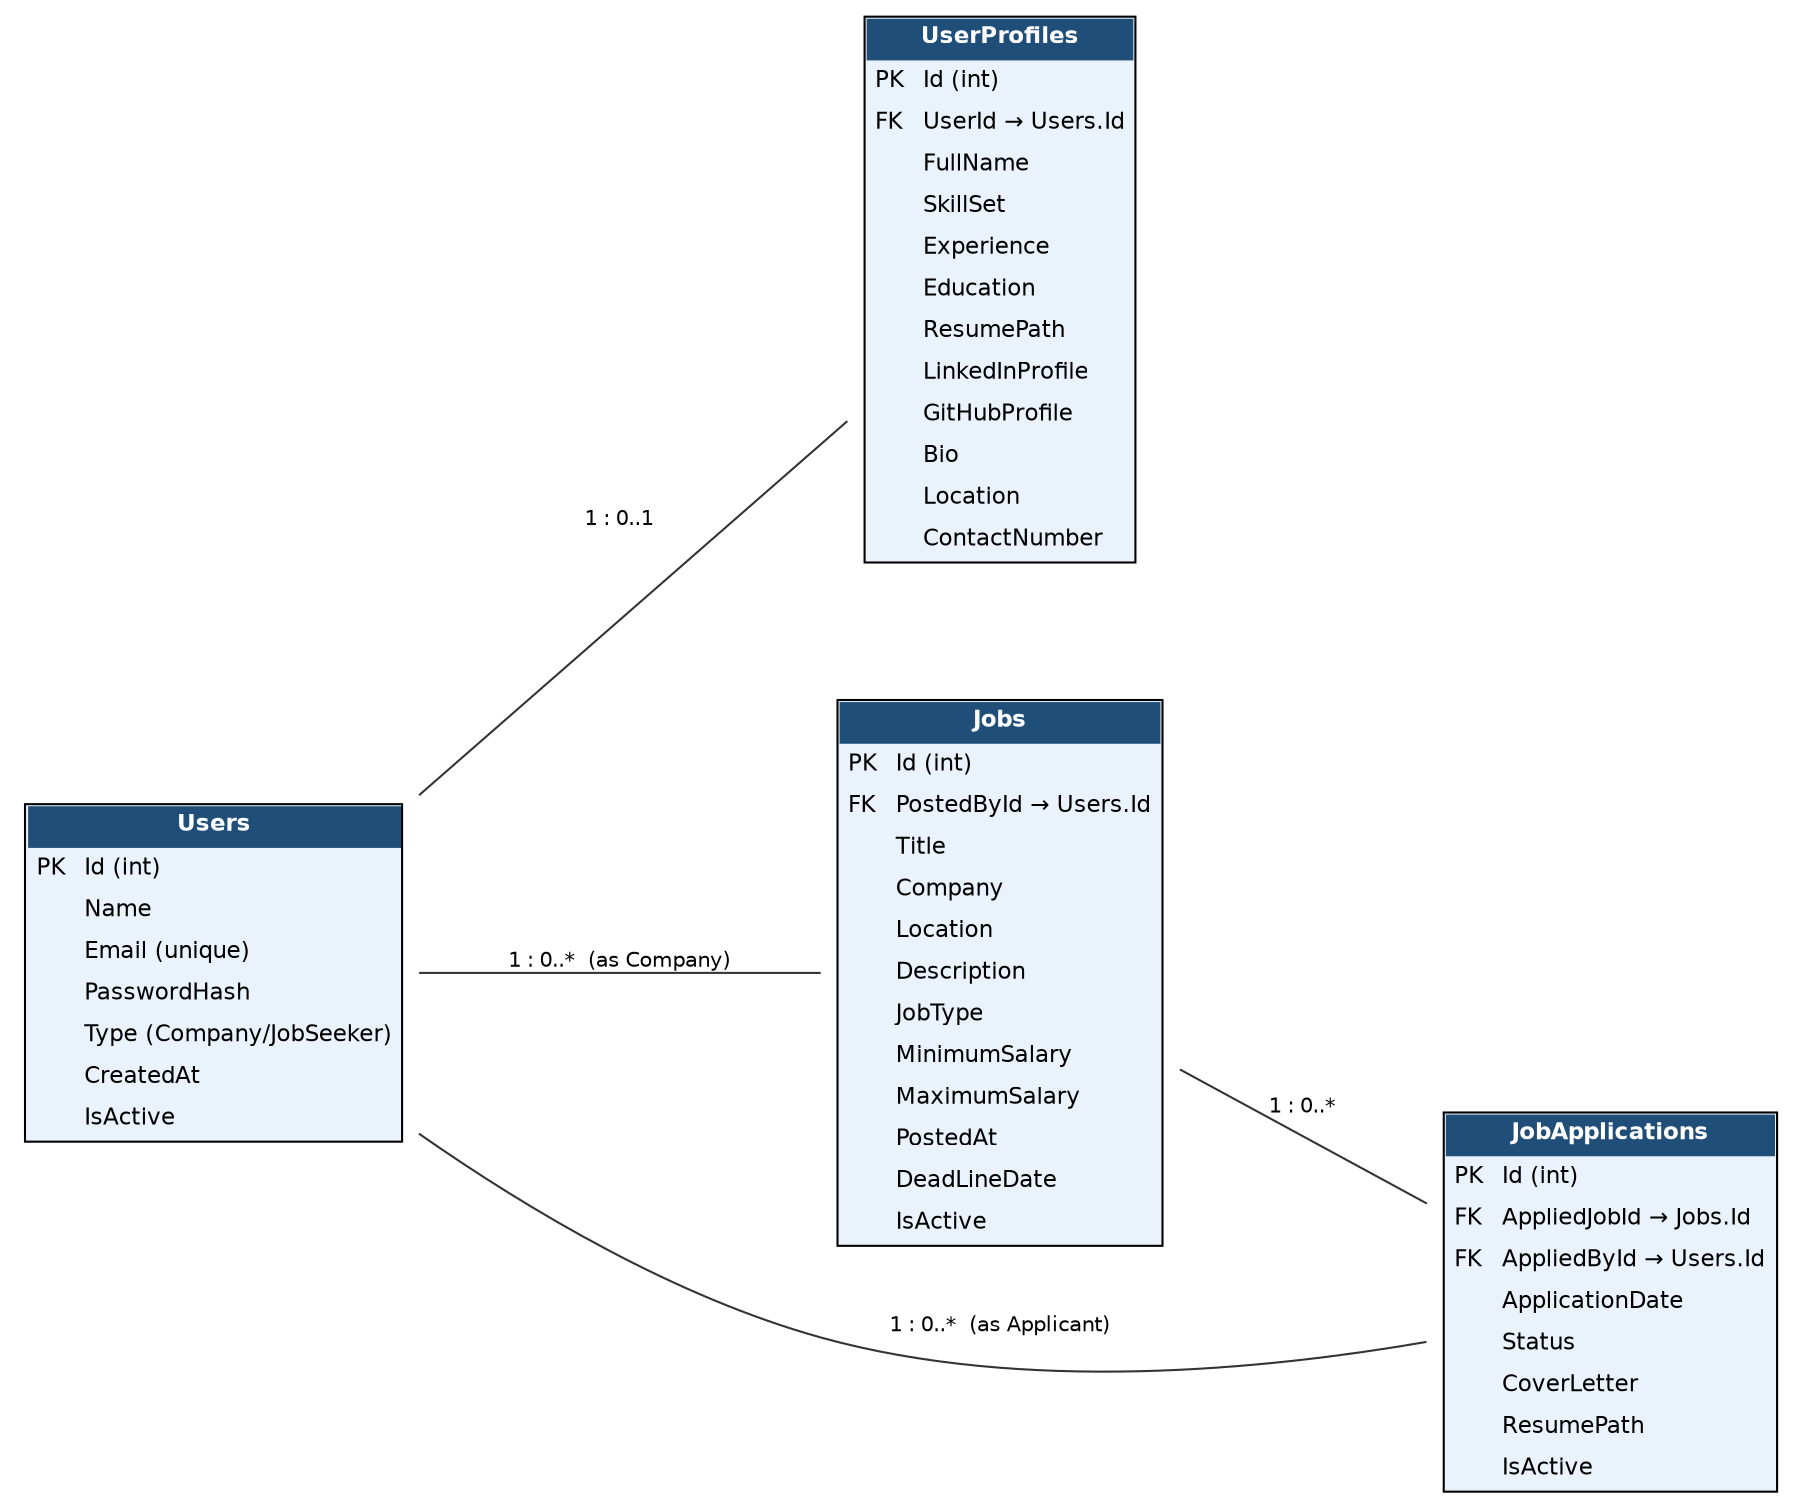 UserProfiles
PK Id (int)
FK UserId → Users.Id
FullName
SkillSet
Experience
Education
ResumePath
LinkedInProfile
GitHubProfile
Bio
Location
ContactNumber
1 : 0..1
Users
PK Id (int)
Name
Email (unique)
PasswordHash
Type (Company/JobSeeker)
CreatedAt
IsActive
1 : 0..* (as Company)
Jobs
PK Id (int)
FK PostedById → Users.Id
Title
Company
Location
Description
JobType
MinimumSalary
MaximumSalary
PostedAt
DeadLineDate
IsActive
1 : 0..*
1 : 0..* (as Applicant)
JobApplications
PK Id (int)
FK AppliedJobId → Jobs.Id
FK AppliedById → Users.Id
ApplicationDate
Status
CoverLetter
ResumePath
IsActive